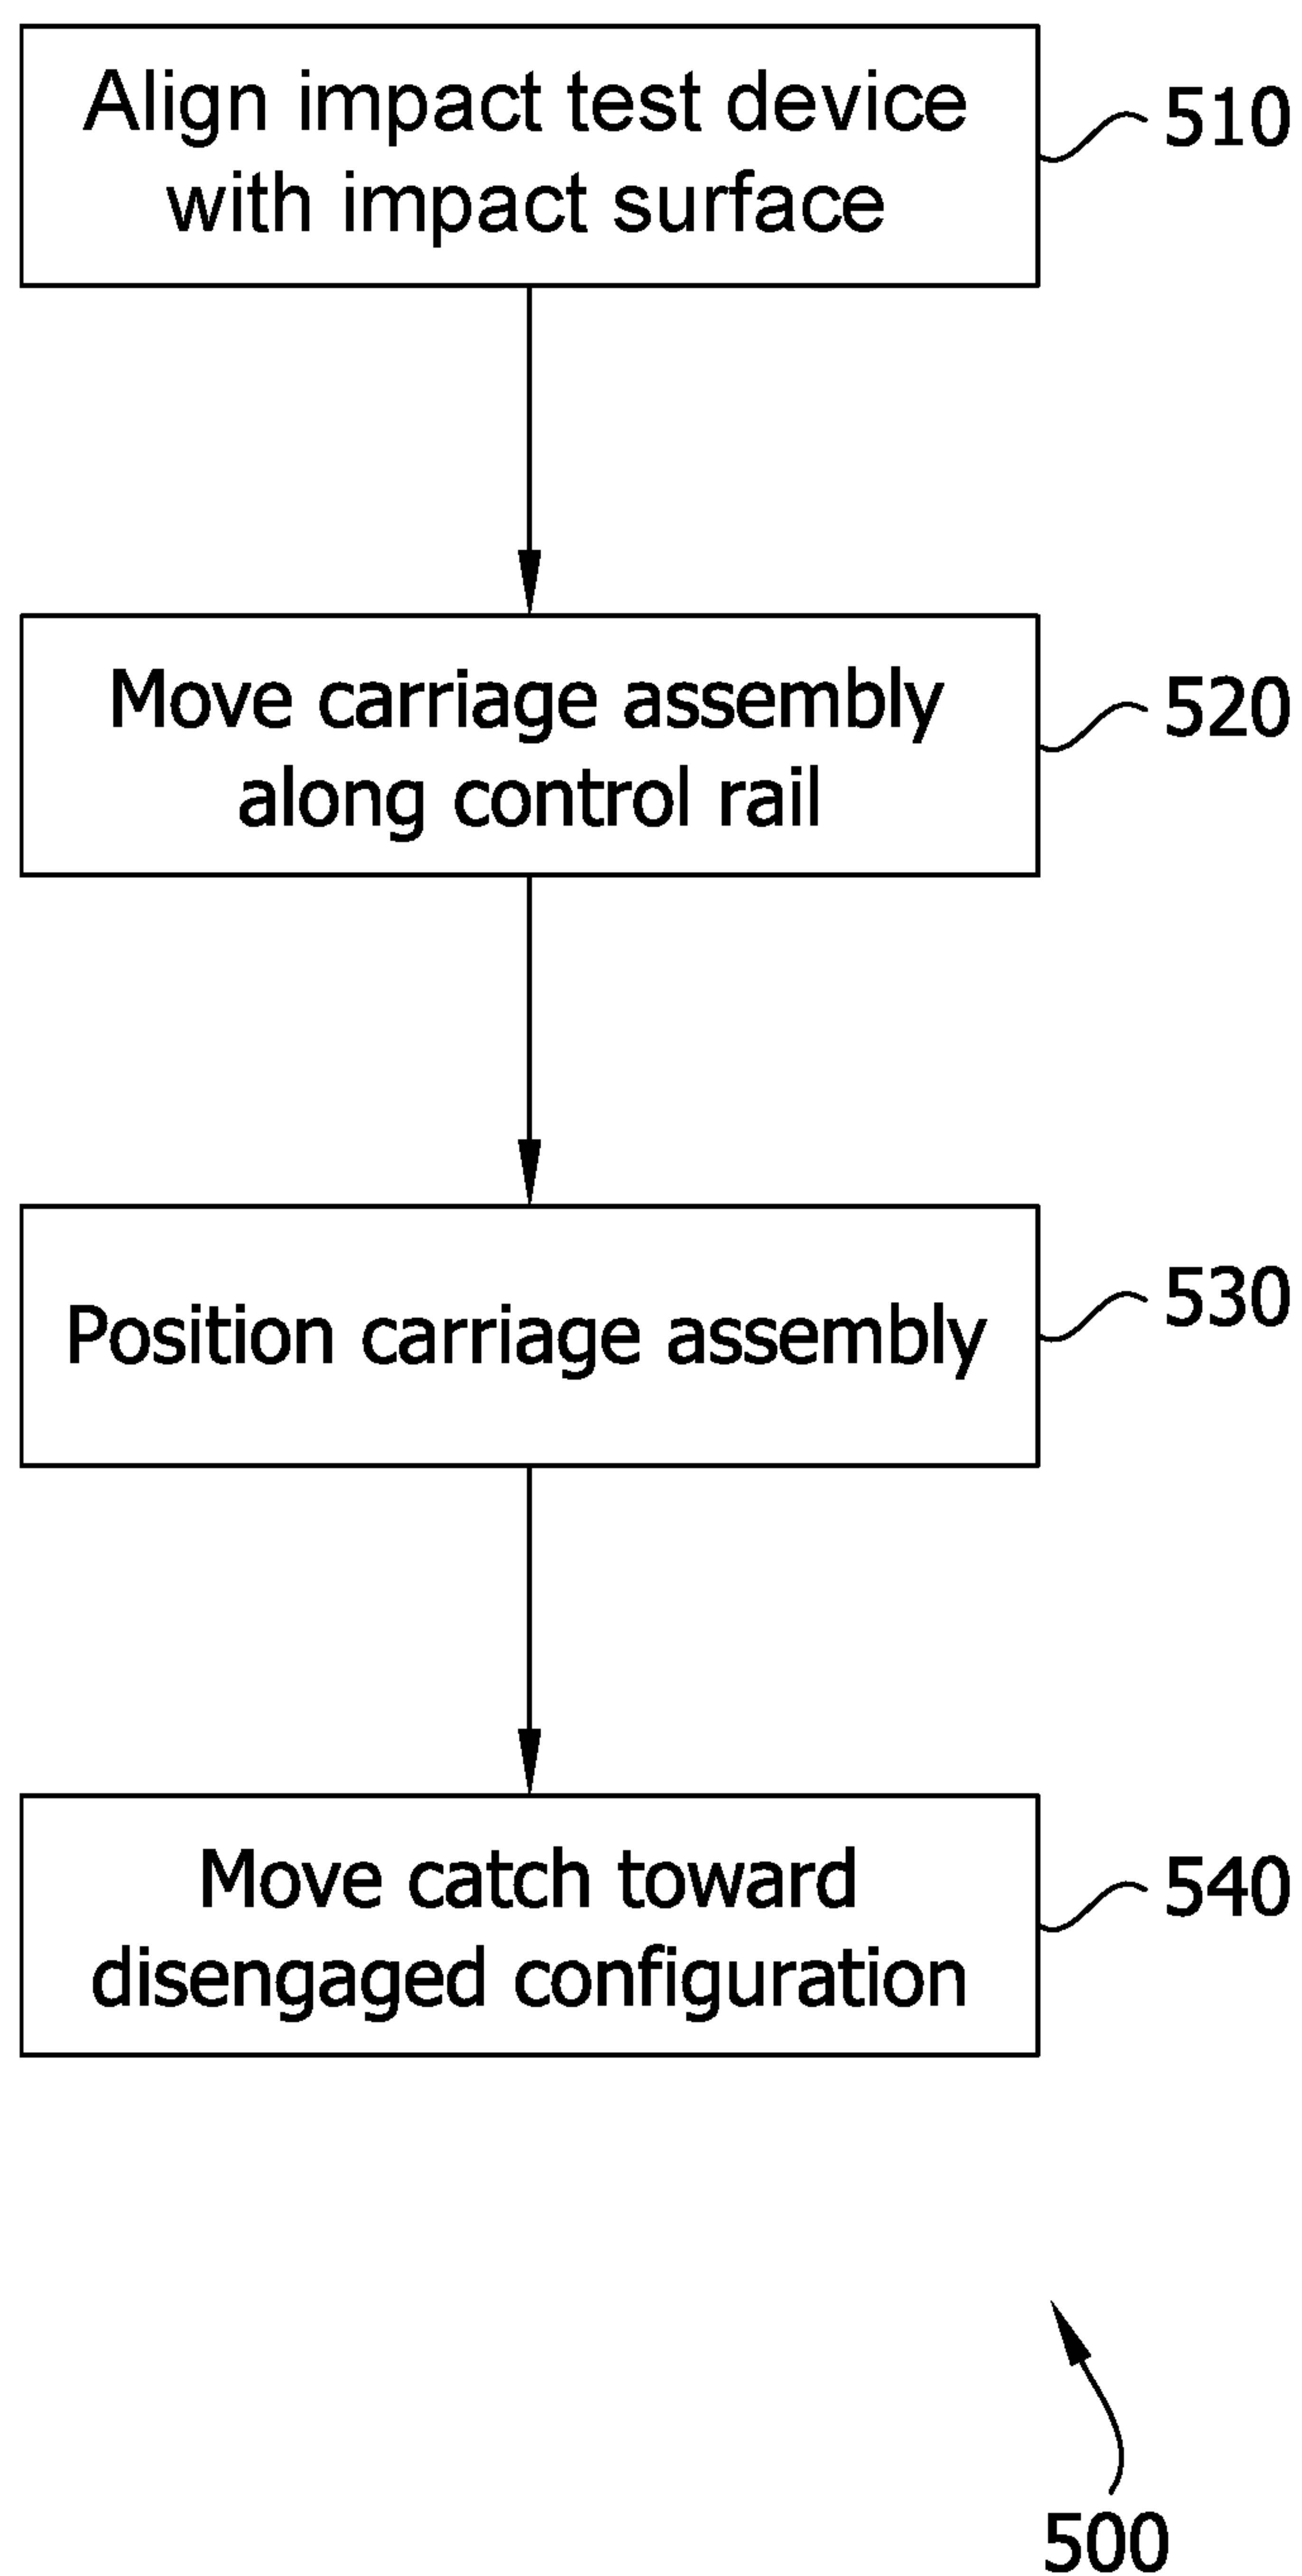 Align impact test device
with impact surface
510
Move carriage assembly
along control rail
520
Position carriage assembly
530
Move catch toward
disengaged configuration
540
500